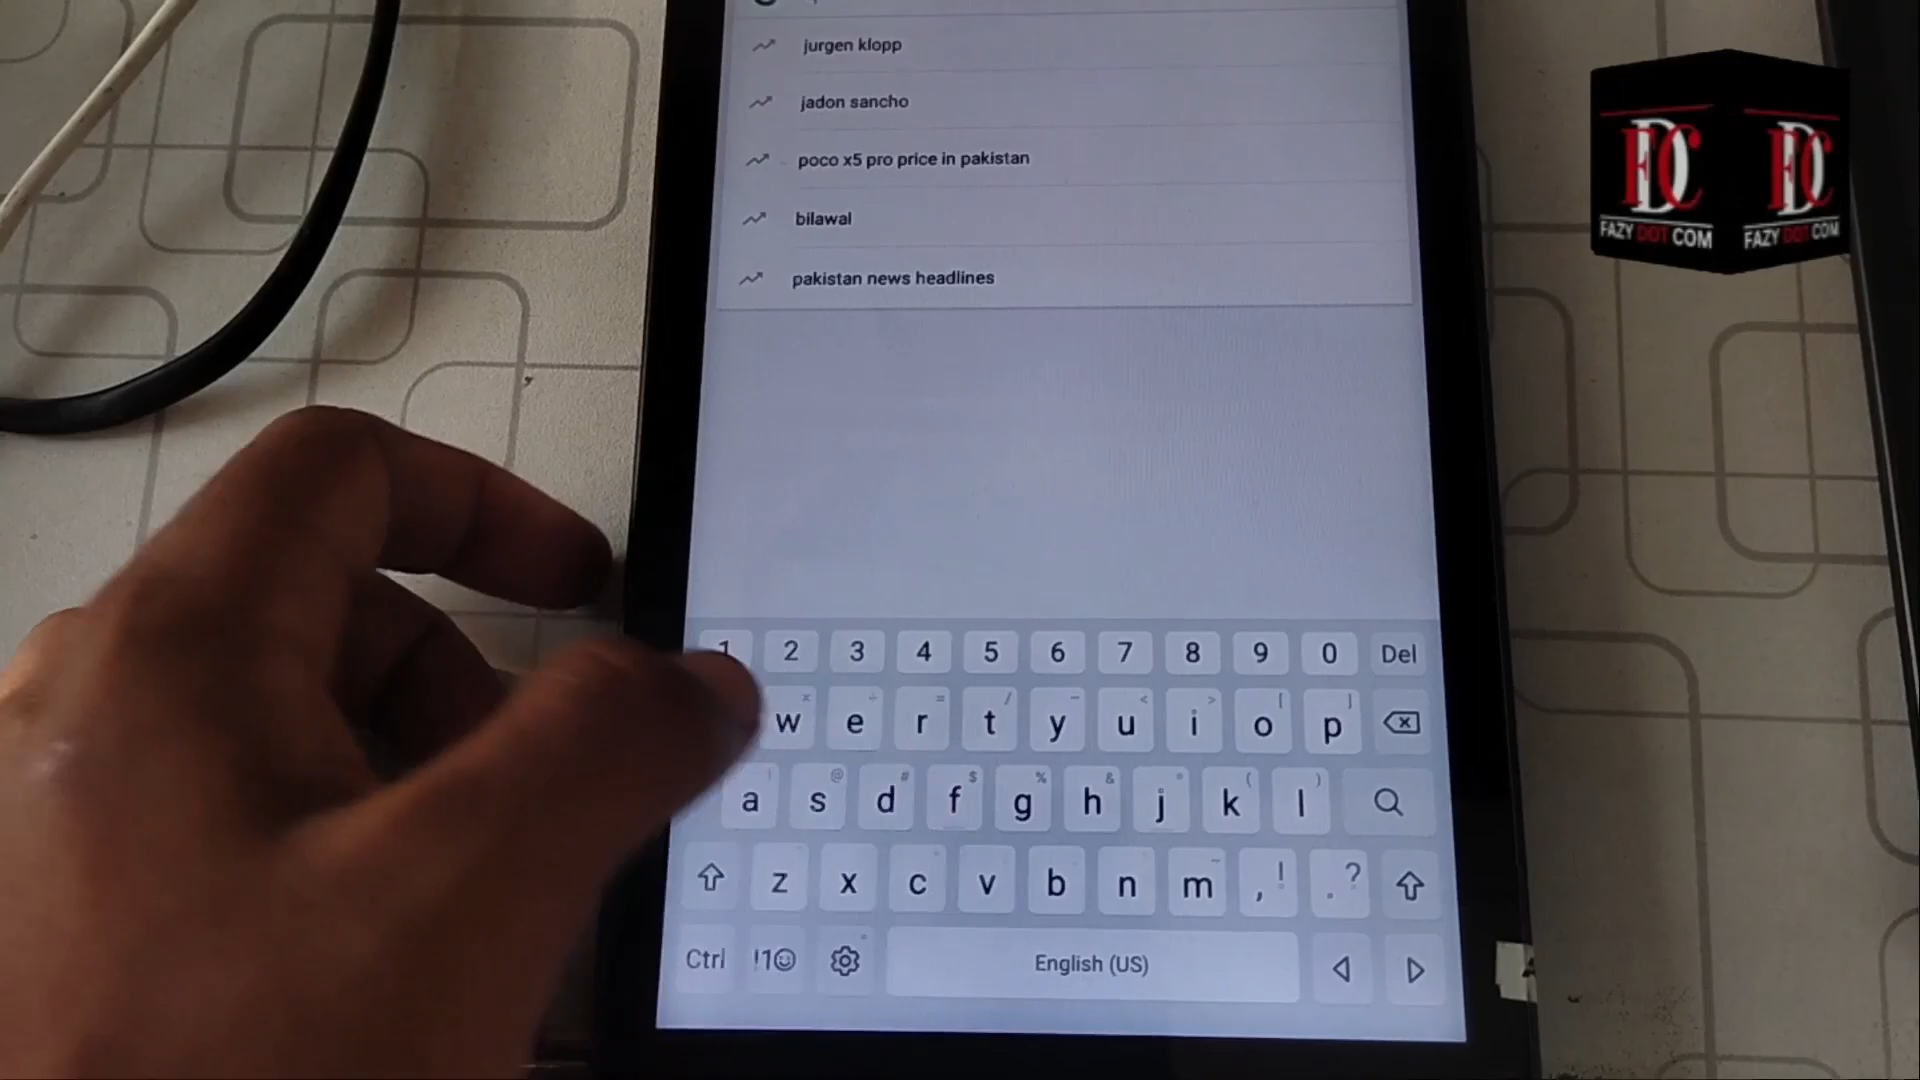 jurgen klopp
jadon sancho
poco x5 pro price in pakistan
bilawal
pakistan news headlines
FDC FDC
FAZY DOT COM FAZY DOT COM
1 2 3 4 5 6 7 8 9 0 Del
w e r t y u i o p
a s d f g h j k l
z x c v b n m , ! . ?
Ctrl !1☺ English (US)